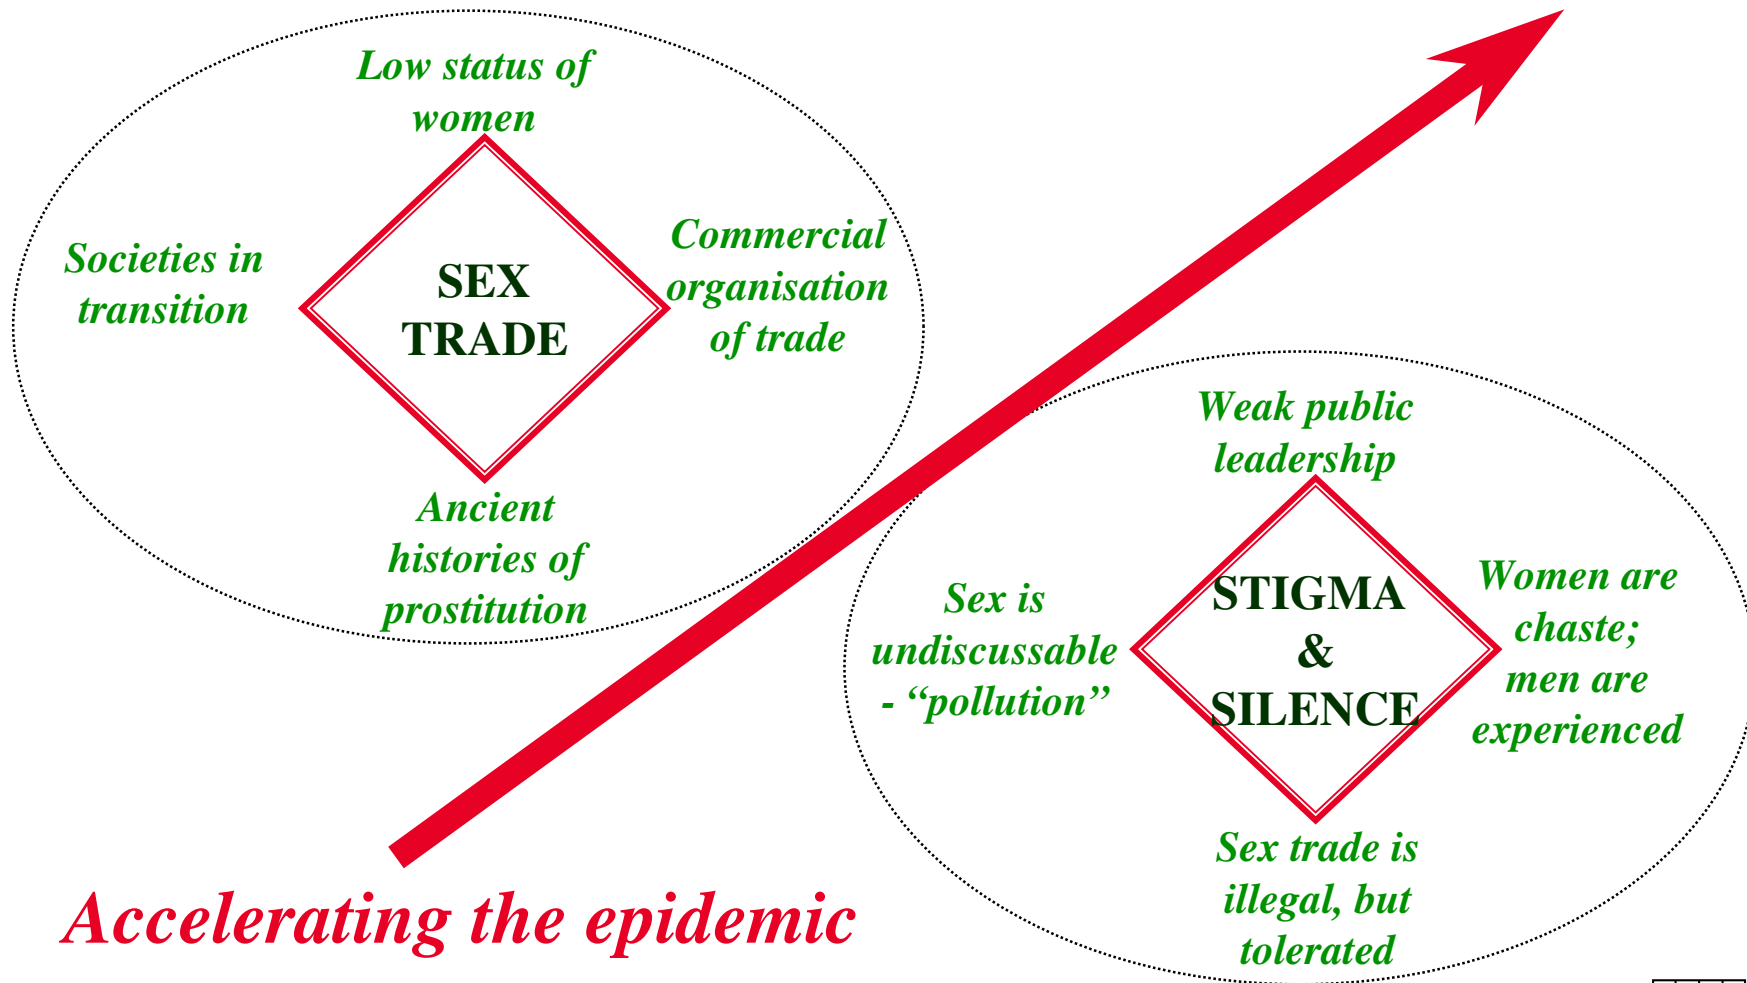 Low status of
women
Societies in
transition
SEX
TRADE
Commercial
organisation
of trade
Ancient
histories of
prostitution
Weak public
leadership
Sex is
undiscussable
- “pollution”
STIGMA
&
SILENCE
Women are
chaste;
men are
experienced
Sex trade is
illegal, but
tolerated
Accelerating the epidemic